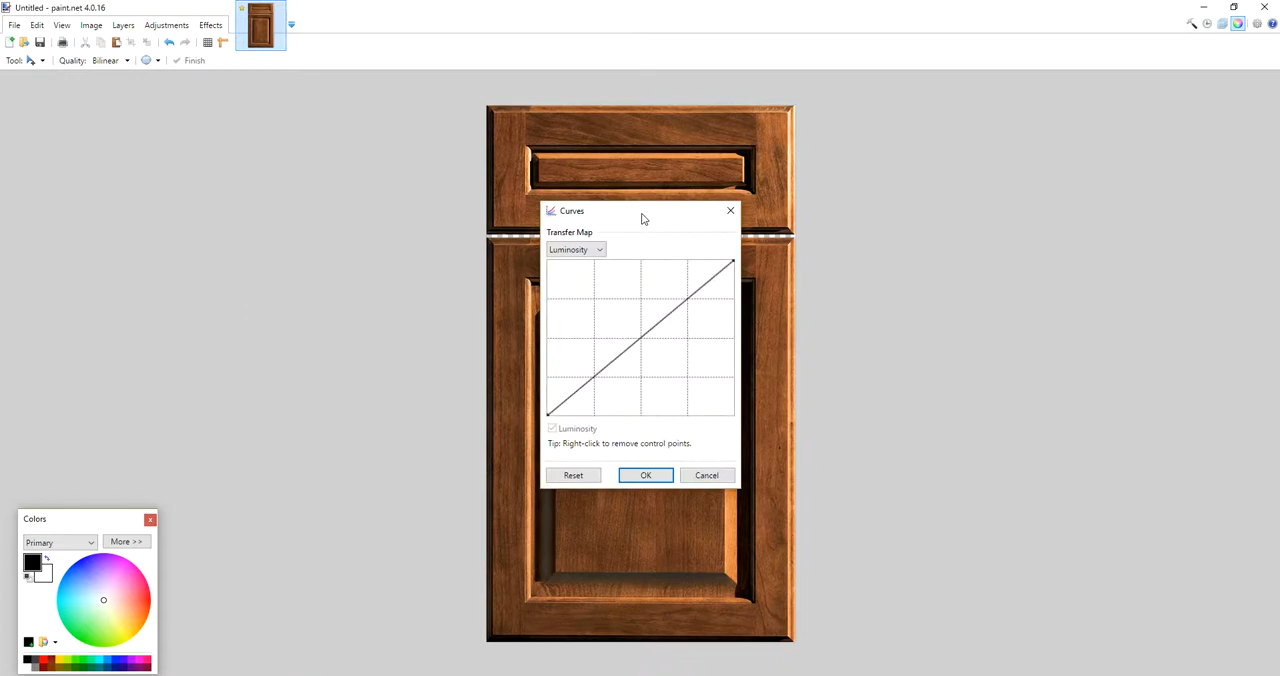 Untitled - paint.net 4.0.16
File Edit View Image Layers Adjustments Effects
Tool: Quality: Bilinear Finish
Curves
Transfer Map
Luminosity
Luminosity
Tip: Right-click to remove control points.
Reset OK Cancel
Colors
Primary More >>